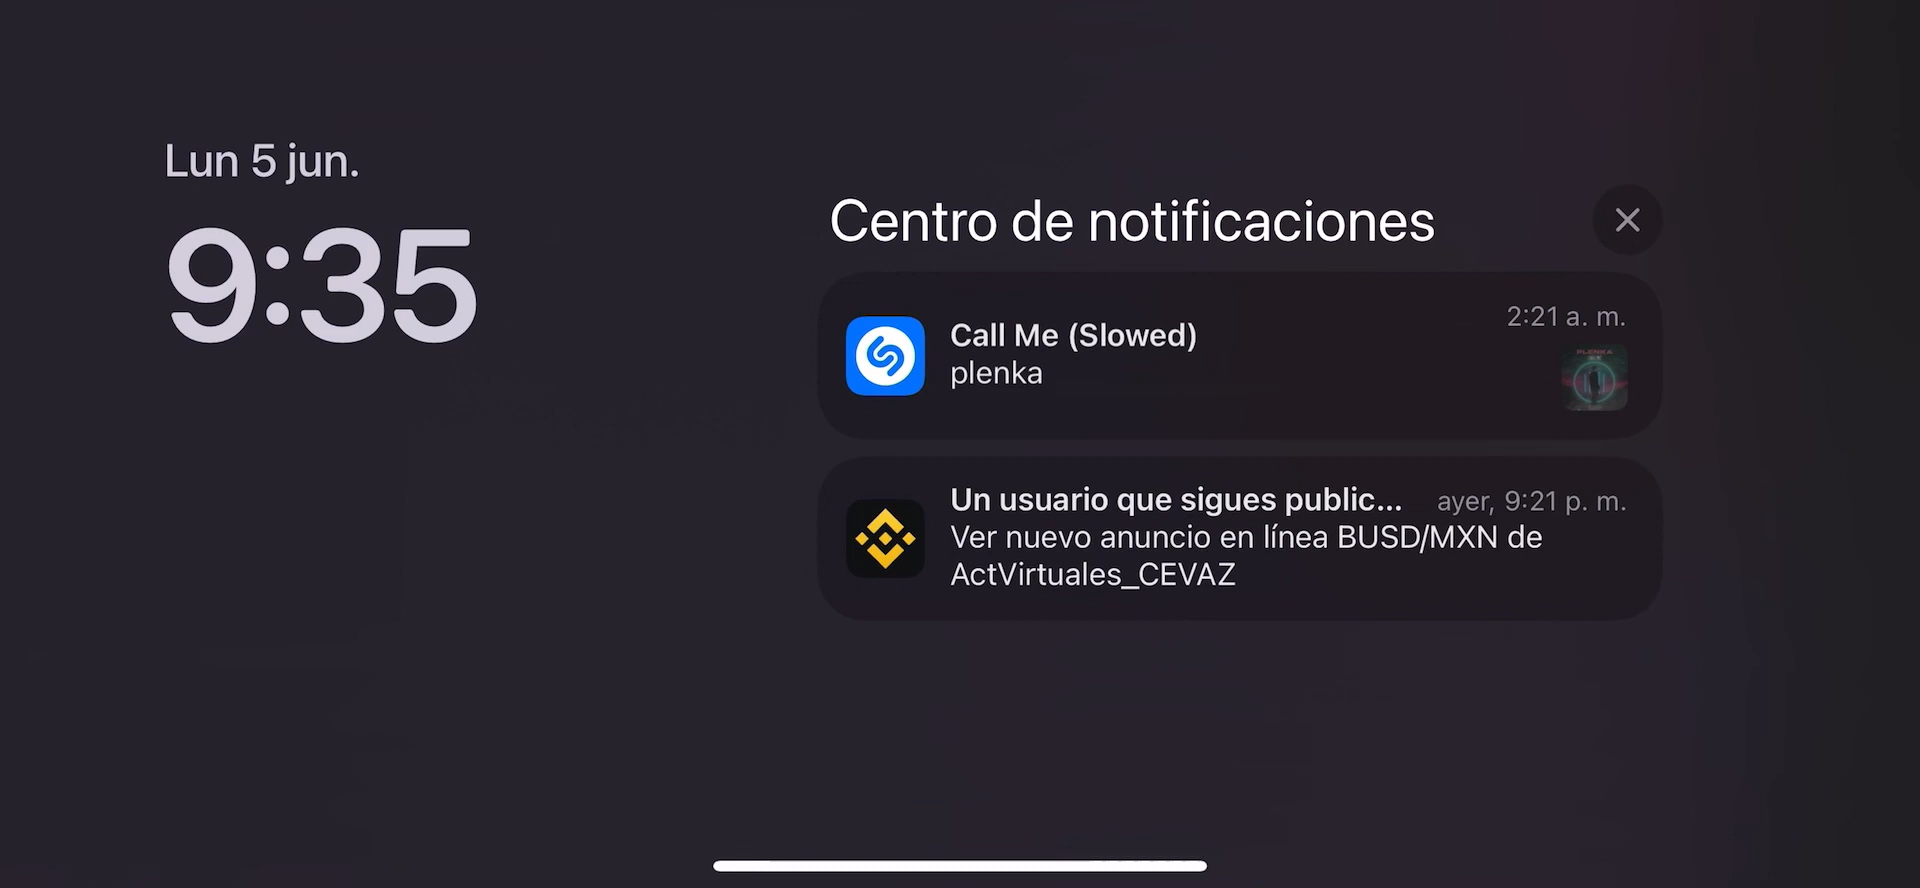 Lun 5 jun.
9:35
Centro de notificaciones
Call Me (Slowed)
2:21 a. m.
plenka
PLENKA
Un usuario que sigues public...
ayer, 9:21 p. m.
Ver nuevo anuncio en línea BUSD/MXN de
ActVirtuales_CEVAZ